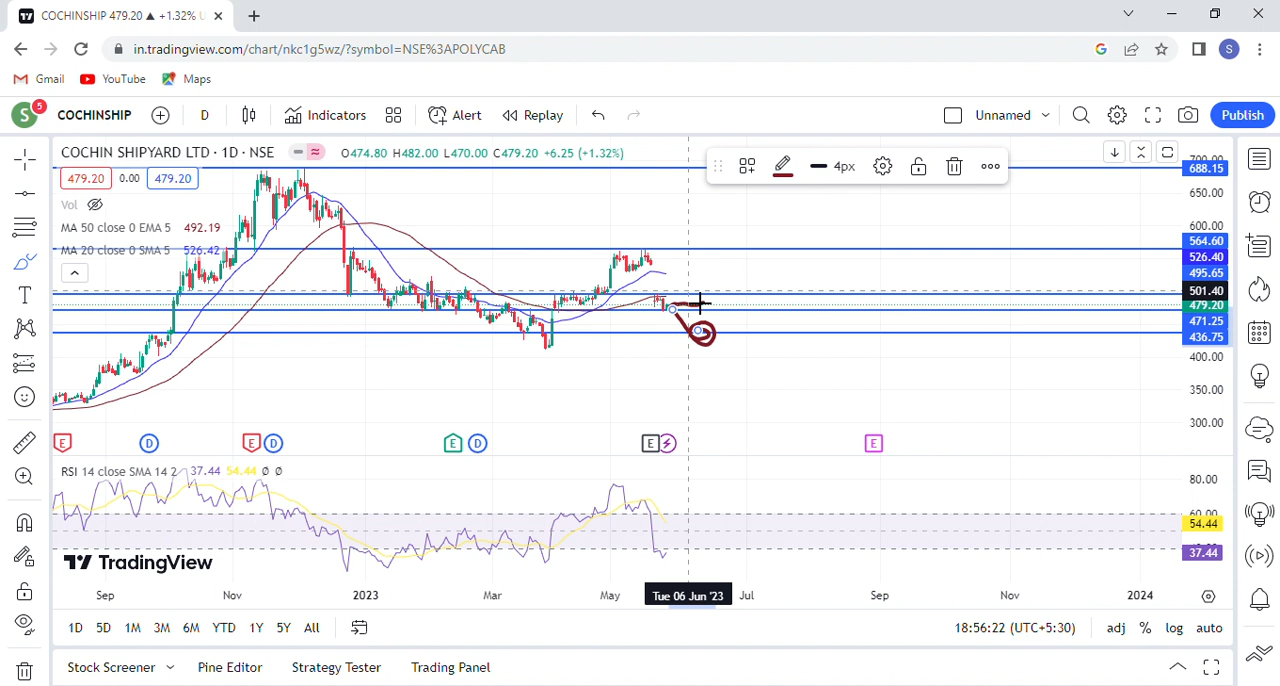 COCHINSHIP 479.20 ▲ +1.32% U
in.tradingview.com/chart/nkc1g5wz/?symbol=NSE%3APOLYCAB
S
Gmail YouTube Maps
S 5 COCHINSHIP D Indicators Alert Replay Unnamed Publish
COCHIN SHIPYARD LTD · 1D · NSE O474.80 H482.00 L470.00 C479.20 +6.25 (+1.32%)
479.20 0.00 479.20
4px
Vol
MA 50 close 0 EMA 5 492.19
MA 20 close 0 SMA 5 526.42
700.00
688.15
650.00
600.00
564.60
526.40
495.65
501.40
479.20
471.25
436.75
400.00
350.00
300.00
E D E D E D E E
RSI 14 close SMA 14 2 37.44 54.44 Ø Ø
80.00
60.00
54.44
37.44
TradingView
Sep Nov 2023 Mar May Tue 06 Jun '23 Jul Sep Nov 2024
1D 5D 1M 3M 6M YTD 1Y 5Y All 18:56:22 (UTC+5:30) adj % log auto
Stock Screener Pine Editor Strategy Tester Trading Panel